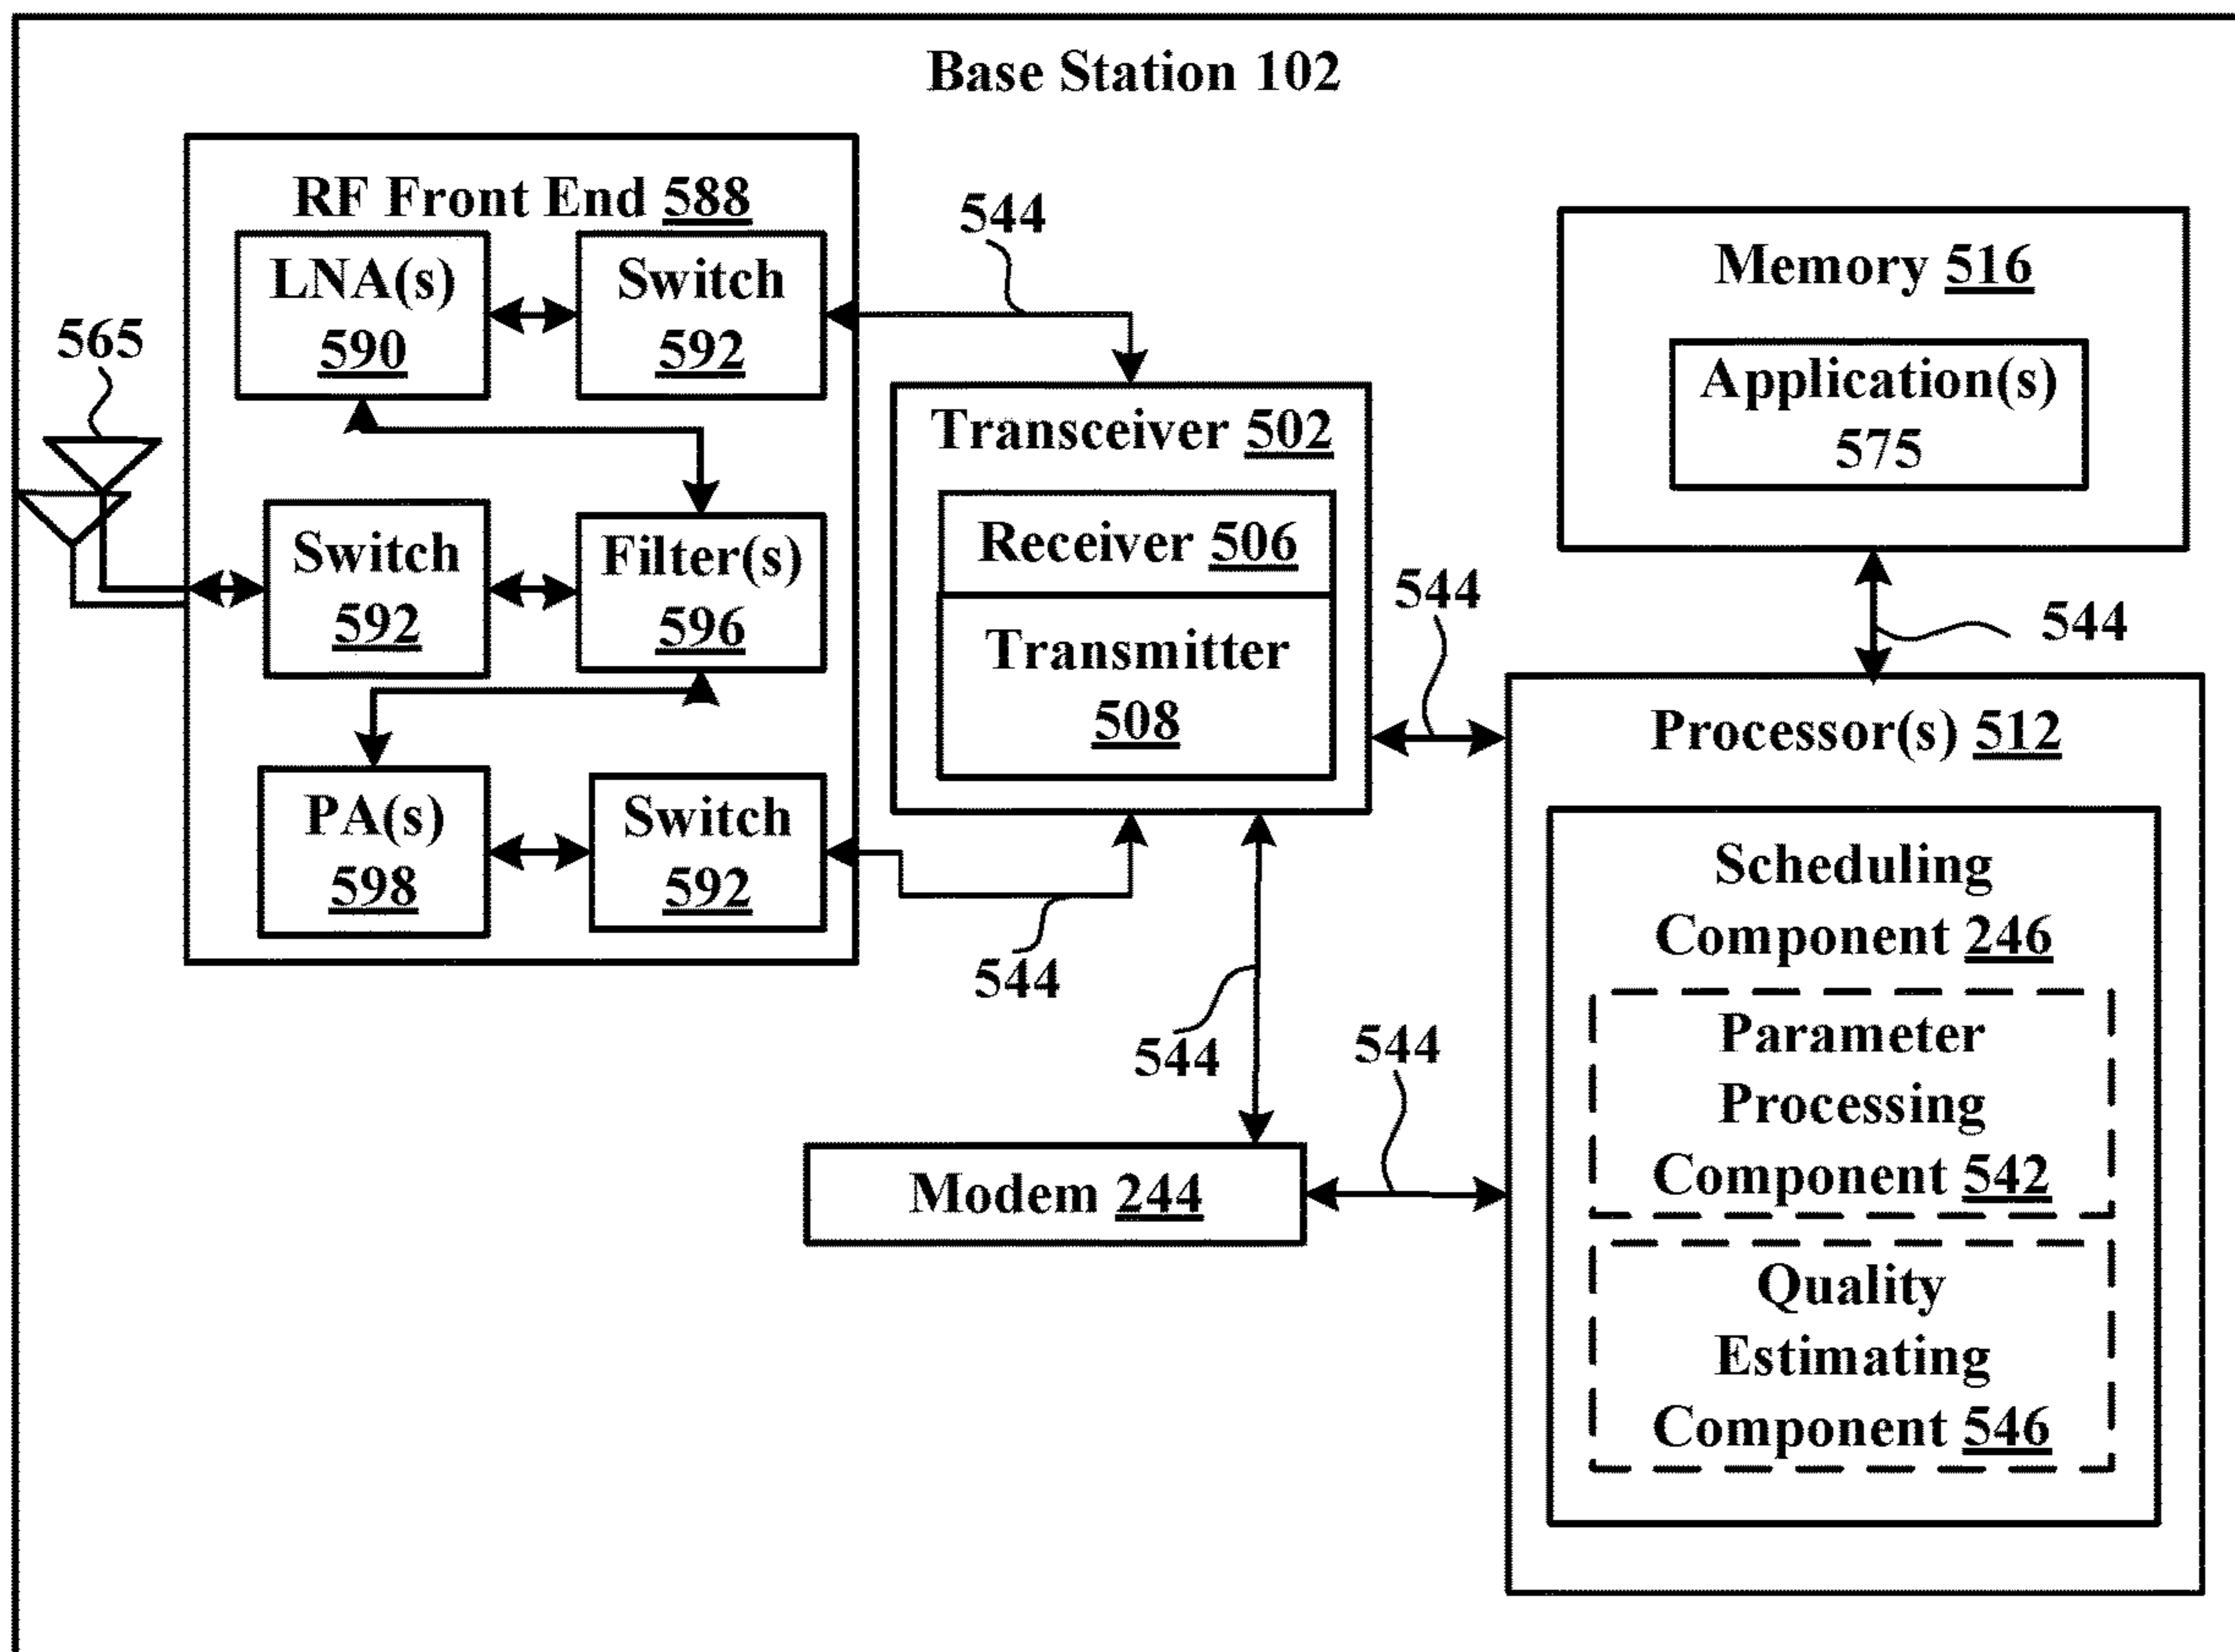 Base Station 102
RF Front End 588
LNA(s)
590
Switch
592
565
Switch
592
Filter(s)
596
PA(s)
598
Switch
592
544
Transceiver 502
Receiver 506
Transmitter
508
544
544
544
Modem 244
544
Memory 516
Application(s)
575
544
Processor(s) 512
Scheduling
Component 246
Parameter
Processing
Component 542
Quality
Estimating
Component 546